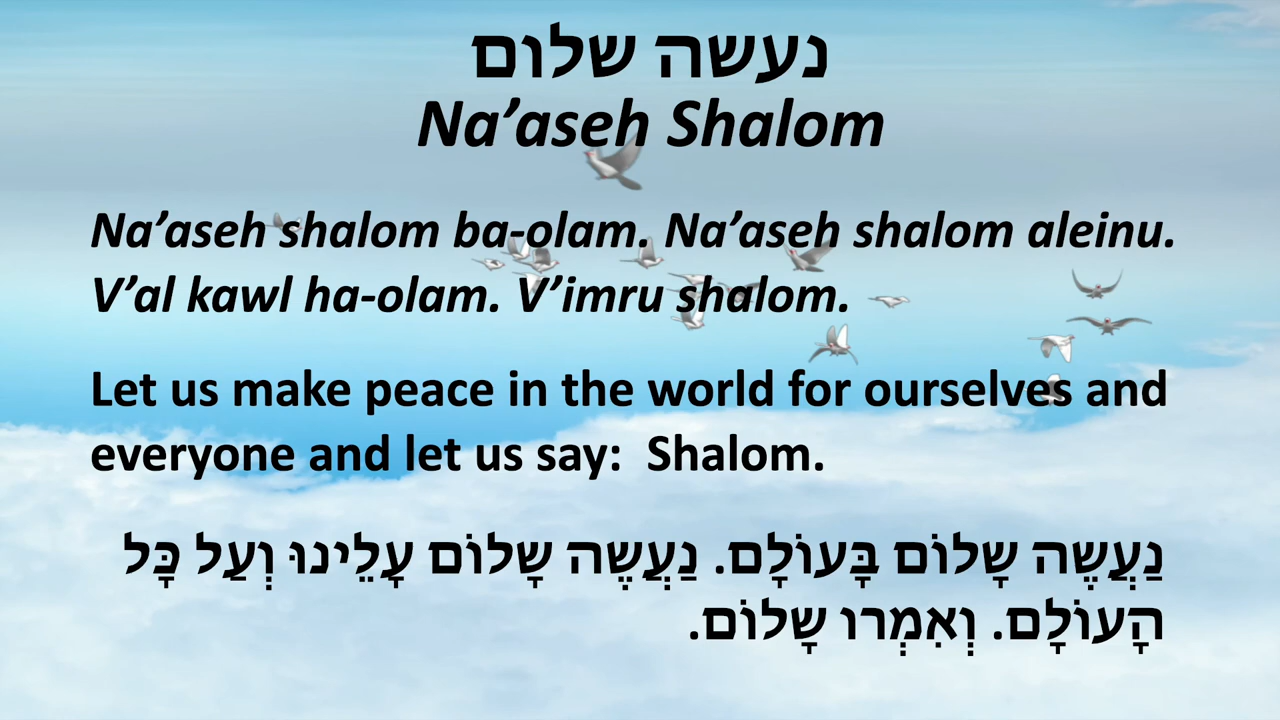 נעשה שלום
Na’aseh Shalom
Na’aseh shalom ba-olam. Na’aseh shalom aleinu.
V’al kawl ha-olam. V’imru shalom.
Let us make peace in the world for ourselves and
everyone and let us say:  Shalom.
נַעֲשֶׂה שָׁלוֹם בָּעוֹלָם. נַעֲשֶׂה שָׁלוֹם עָלֵינוּ וְעַל כָּל
הָעוֹלָם. וְאִמְרו שָׁלוֹם.